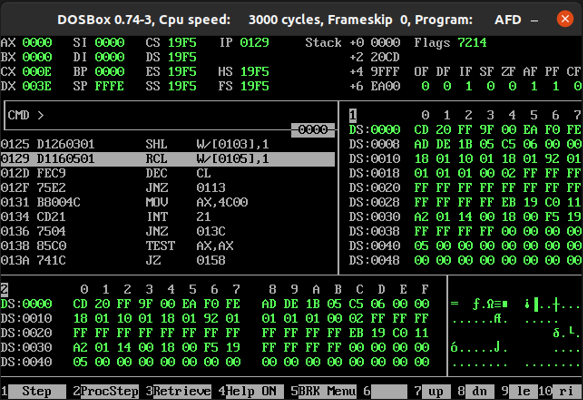 DOSBox 0.74-3, Cpu speed: 3000 cycles, Frameskip 0, Program: AFD
AX 0000 SI 0000 CS 19F5 IP 0129 Stack +0 0000 Flags 7214
BX 0000 DI 0000 DS 19F5 +2 20CD
CX 000E BP 0000 ES 19F5 HS 19F5 +4 9FFF OF DF IF SF ZF AF PF CF
DX 003E SP FFFE SS 19F5 FS 19F5 +6 EA00 0 0 1 0 0 1 1 0
CMD >
0000
0125 D1260301 SHL W/[0103],1
0129 D1160501 RCL W/[0105],1
012D FEC9 DEC CL
012F 75E2 JNZ 0113
0131 B8004C MOV AX,4C00
0134 CD21 INT 21
0136 7504 JNZ 013C
0138 85C0 TEST AX,AX
013A 741C JZ 0158
1 0 1 2 3 4 5 6 7
DS:0000 CD 20 FF 9F 00 EA F0 FE
DS:0008 AD DE 1B 05 C5 06 00 00
DS:0010 18 01 10 01 18 01 92 01
DS:0018 01 01 01 00 02 FF FF FF
DS:0020 FF FF FF FF FF FF FF FF
DS:0028 FF FF FF FF EB 19 C0 11
DS:0030 A2 01 14 00 18 00 F5 19
DS:0038 FF FF FF FF 00 00 00 00
DS:0040 05 00 00 00 00 00 00 00
DS:0048 00 00 00 00 00 00 00 00
2 0 1 2 3 4 5 6 7 8 9 A B C D E F
DS:0000 CD 20 FF 9F 00 EA F0 FE AD DE 1B 05 C5 06 00 00
DS:0010 18 01 10 01 18 01 92 01 01 01 01 00 02 FF FF FF
DS:0020 FF FF FF FF FF FF FF FF FF FF FF FF EB 19 C0 11
DS:0030 A2 01 14 00 18 00 F5 19 FF FF FF FF 00 00 00 00
DS:0040 05 00 00 00 00 00 00 00 00 00 00 00 00 00 00 00
1 Step 2 ProcStep 3 Retrieve 4 Help ON 5 BRK Menu 6 7 up 8 dn 9 le 10 ri